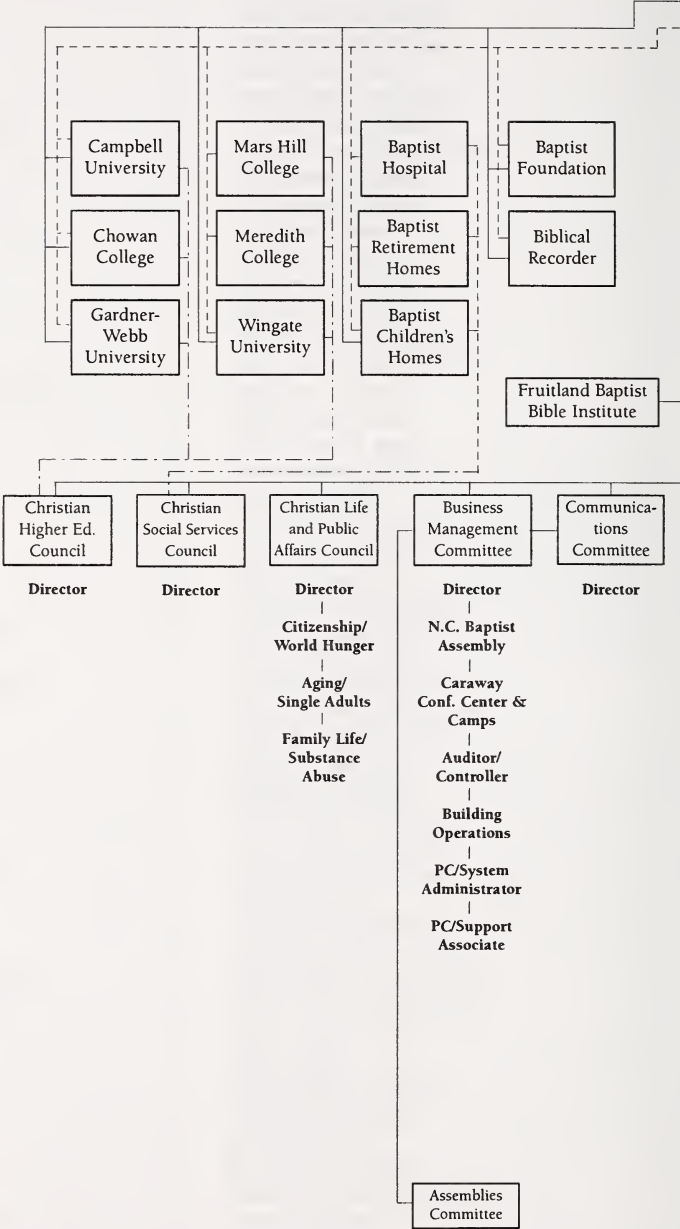 Campbell
University
Mars Hill
College
Baptist
Hospital
Baptist
Foundation
Chowan
College
Meredith
College
Baptist
Retirement
Homes
Biblical
Recorder
Gardner-
Webb
University
Wingate
University
Baptist
Children's
Homes
Fruitland Baptist
Bible Institute
Christian
Higher Ed.
Council
Director
Christian
Social Services
Council
Director
Christian Life
and Public
Affairs Council
Director
Citizenship/
World Hunger
Aging/
Single Adults
Family Life/
Substance
Abuse
Business
Management
Committee
Director
N.C. Baptist
Assembly
Caraway
Conf. Center &
Camps
Auditor/
Controller
Building
Operations
PC/System
Administrator
PC/Support
Associate
Communica-
tions
Committee
Director
Assemblies
Committee